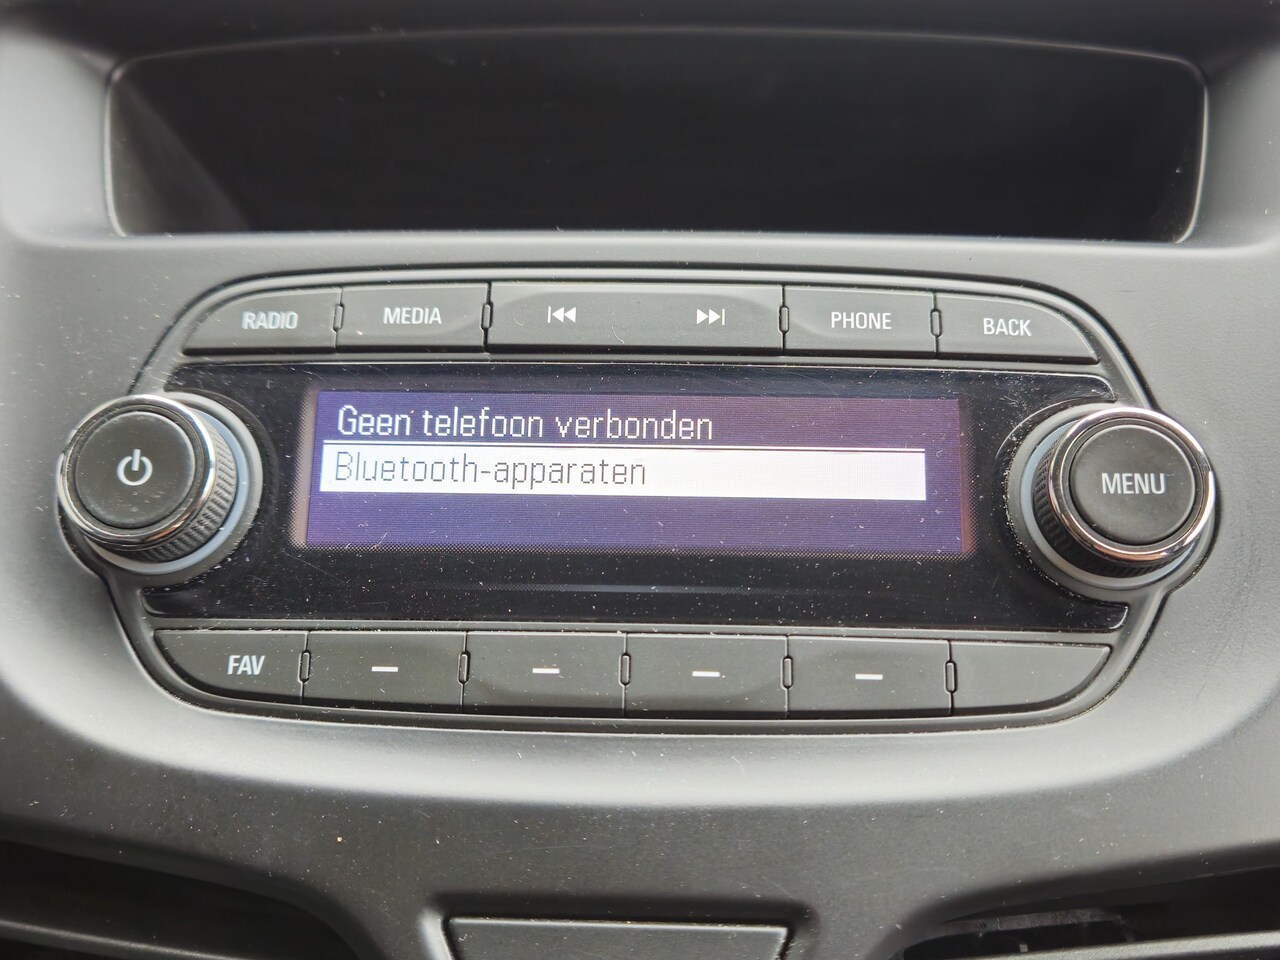 RADIO
MEDIA
PHONE
BACK
Geen telefoon verbonden
Bluetooth-apparaten
MENU
FAV